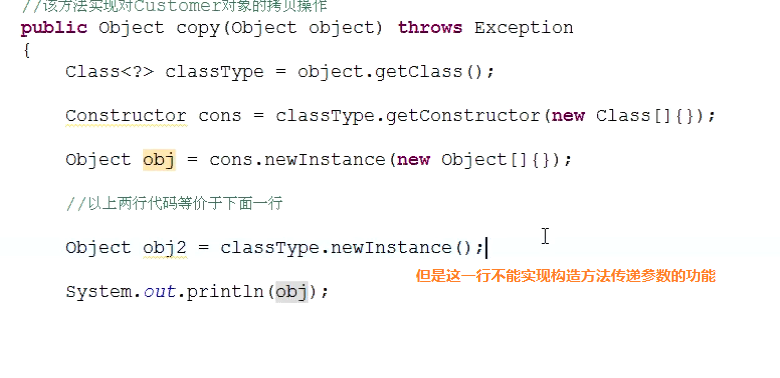 //该方法实现对Customer对象的拷贝操作
public Object copy(Object object) throws Exception
{
Class<?> classType = object.getClass();
Constructor cons = classType.getConstructor(new Class[]{});
Object obj = cons.newInstance(new Object[]{});
//以上两行代码等价于下面一行
Object obj2 = classType.newInstance();
但是这一行不能实现构造方法传递参数的功能
System.out.println(obj);